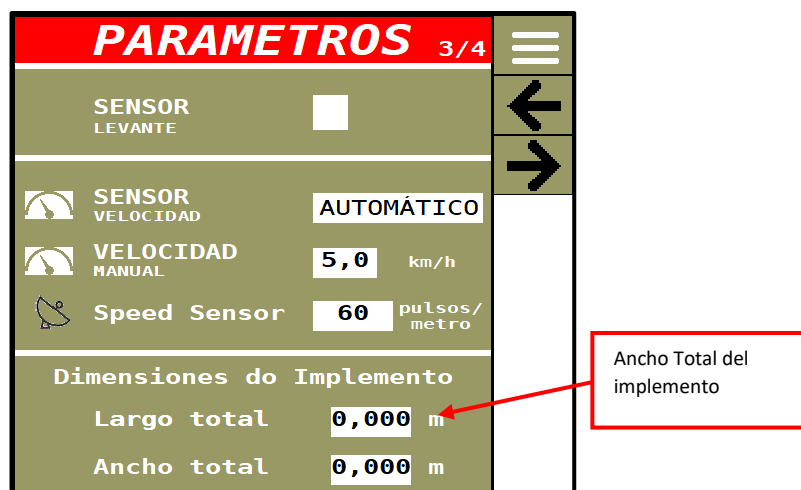 PARAMETROS 3/4
SENSOR
LEVANTE
SENSOR
VELOCIDAD
AUTOMÁTICO
VELOCIDAD
MANUAL
5,0 km/h
Speed Sensor 60 pulsos/
metro
Dimensiones do Implemento
Largo total 0,000 m
Ancho total 0,000 m
Ancho Total del
implemento